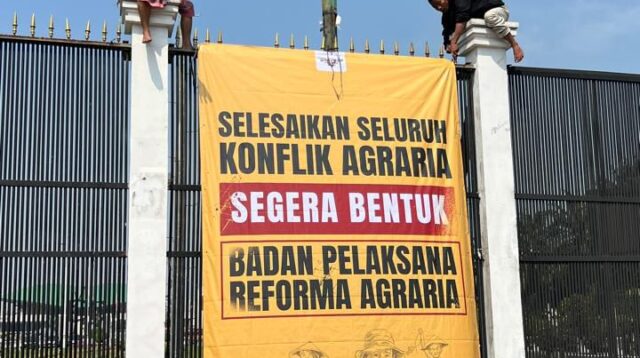 SELESAIKAN SELURUH
KONFLIK AGRARIA
SEGERA BENTUK
BADAN PELAKSANA
REFORMA AGRARIA